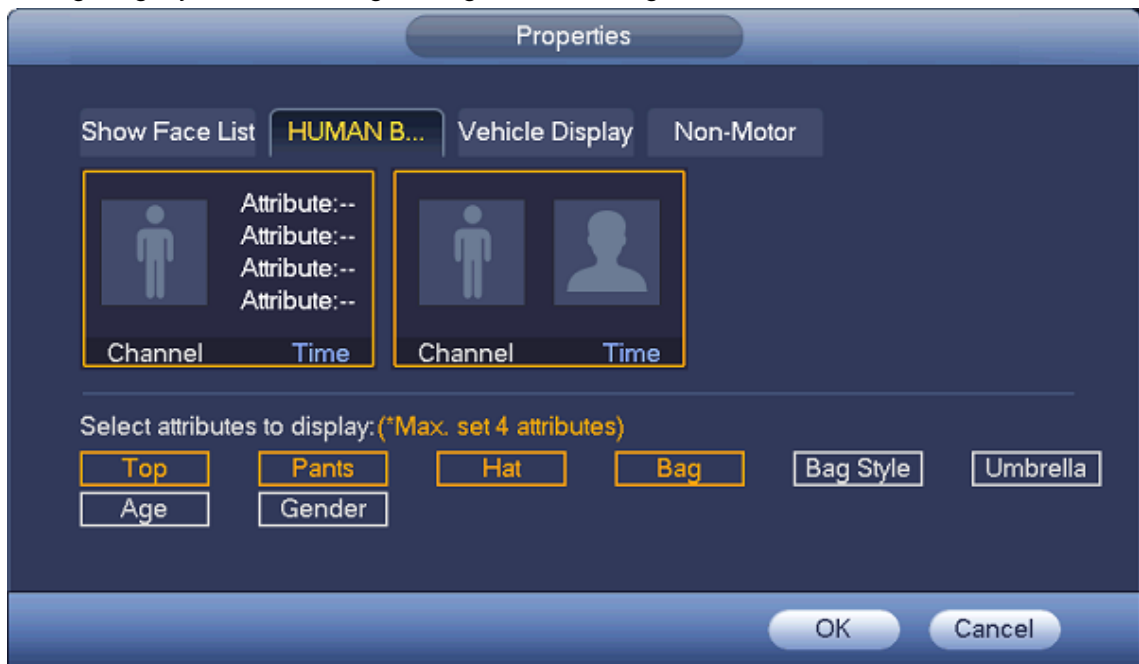 Properties
Show Face List HUMAN B... Vehicle Display Non-Motor
Attribute:--
Attribute:--
Attribute:--
Attribute:--
Channel Time Channel Time
Select attributes to display:(*Max. set 4 attributes)
Top Pants Hat Bag Bag Style Umbrella
Age Gender
OK Cancel